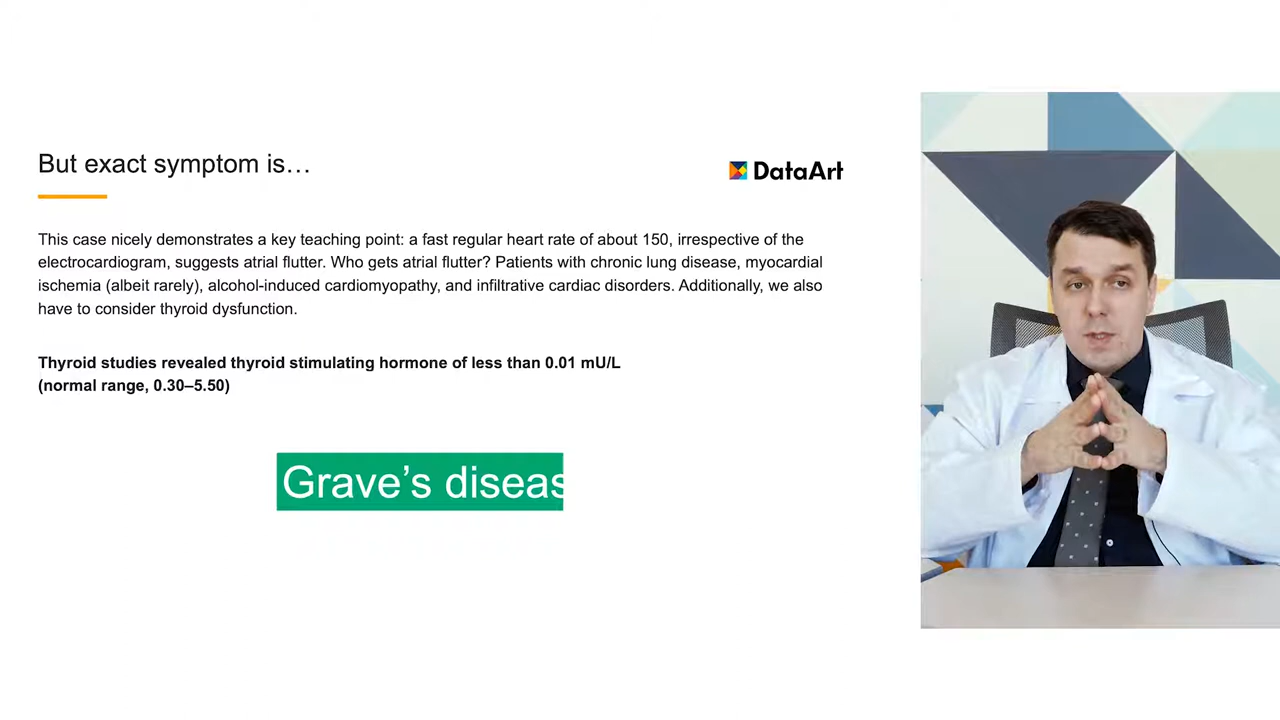 But exact symptom is…
DataArt
This case nicely demonstrates a key teaching point: a fast regular heart rate of about 150, irrespective of the
electrocardiogram, suggests atrial flutter. Who gets atrial flutter? Patients with chronic lung disease, myocardial
ischemia (albeit rarely), alcohol-induced cardiomyopathy, and infiltrative cardiac disorders. Additionally, we also
have to consider thyroid dysfunction.
Thyroid studies revealed thyroid stimulating hormone of less than 0.01 mU/L
(normal range, 0.30–5.50)
Grave’s diseas